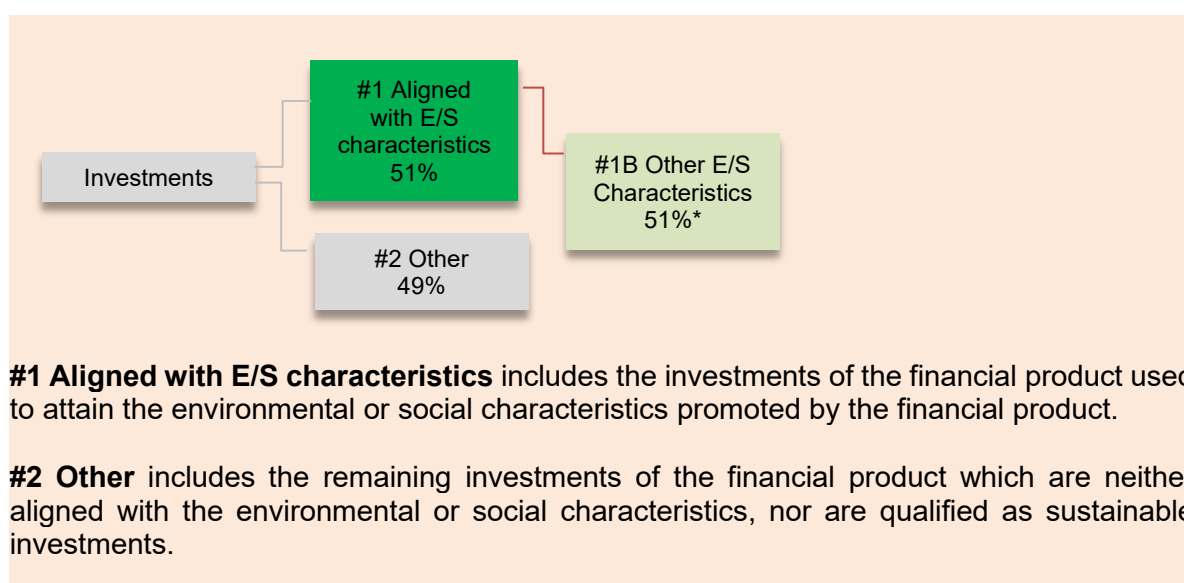 #1 Aligned
with E/S
characteristics
51%
Investments
#1B Other E/S
Characteristics
51%*
#2 Other
49%
#1 Aligned with E/S characteristics includes the investments of the financial product used
to attain the environmental or social characteristics promoted by the financial product.
#2 Other includes the remaining investments of the financial product which are neithe
aligned with the environmental or social characteristics, nor are qualified as sustainable
investments.